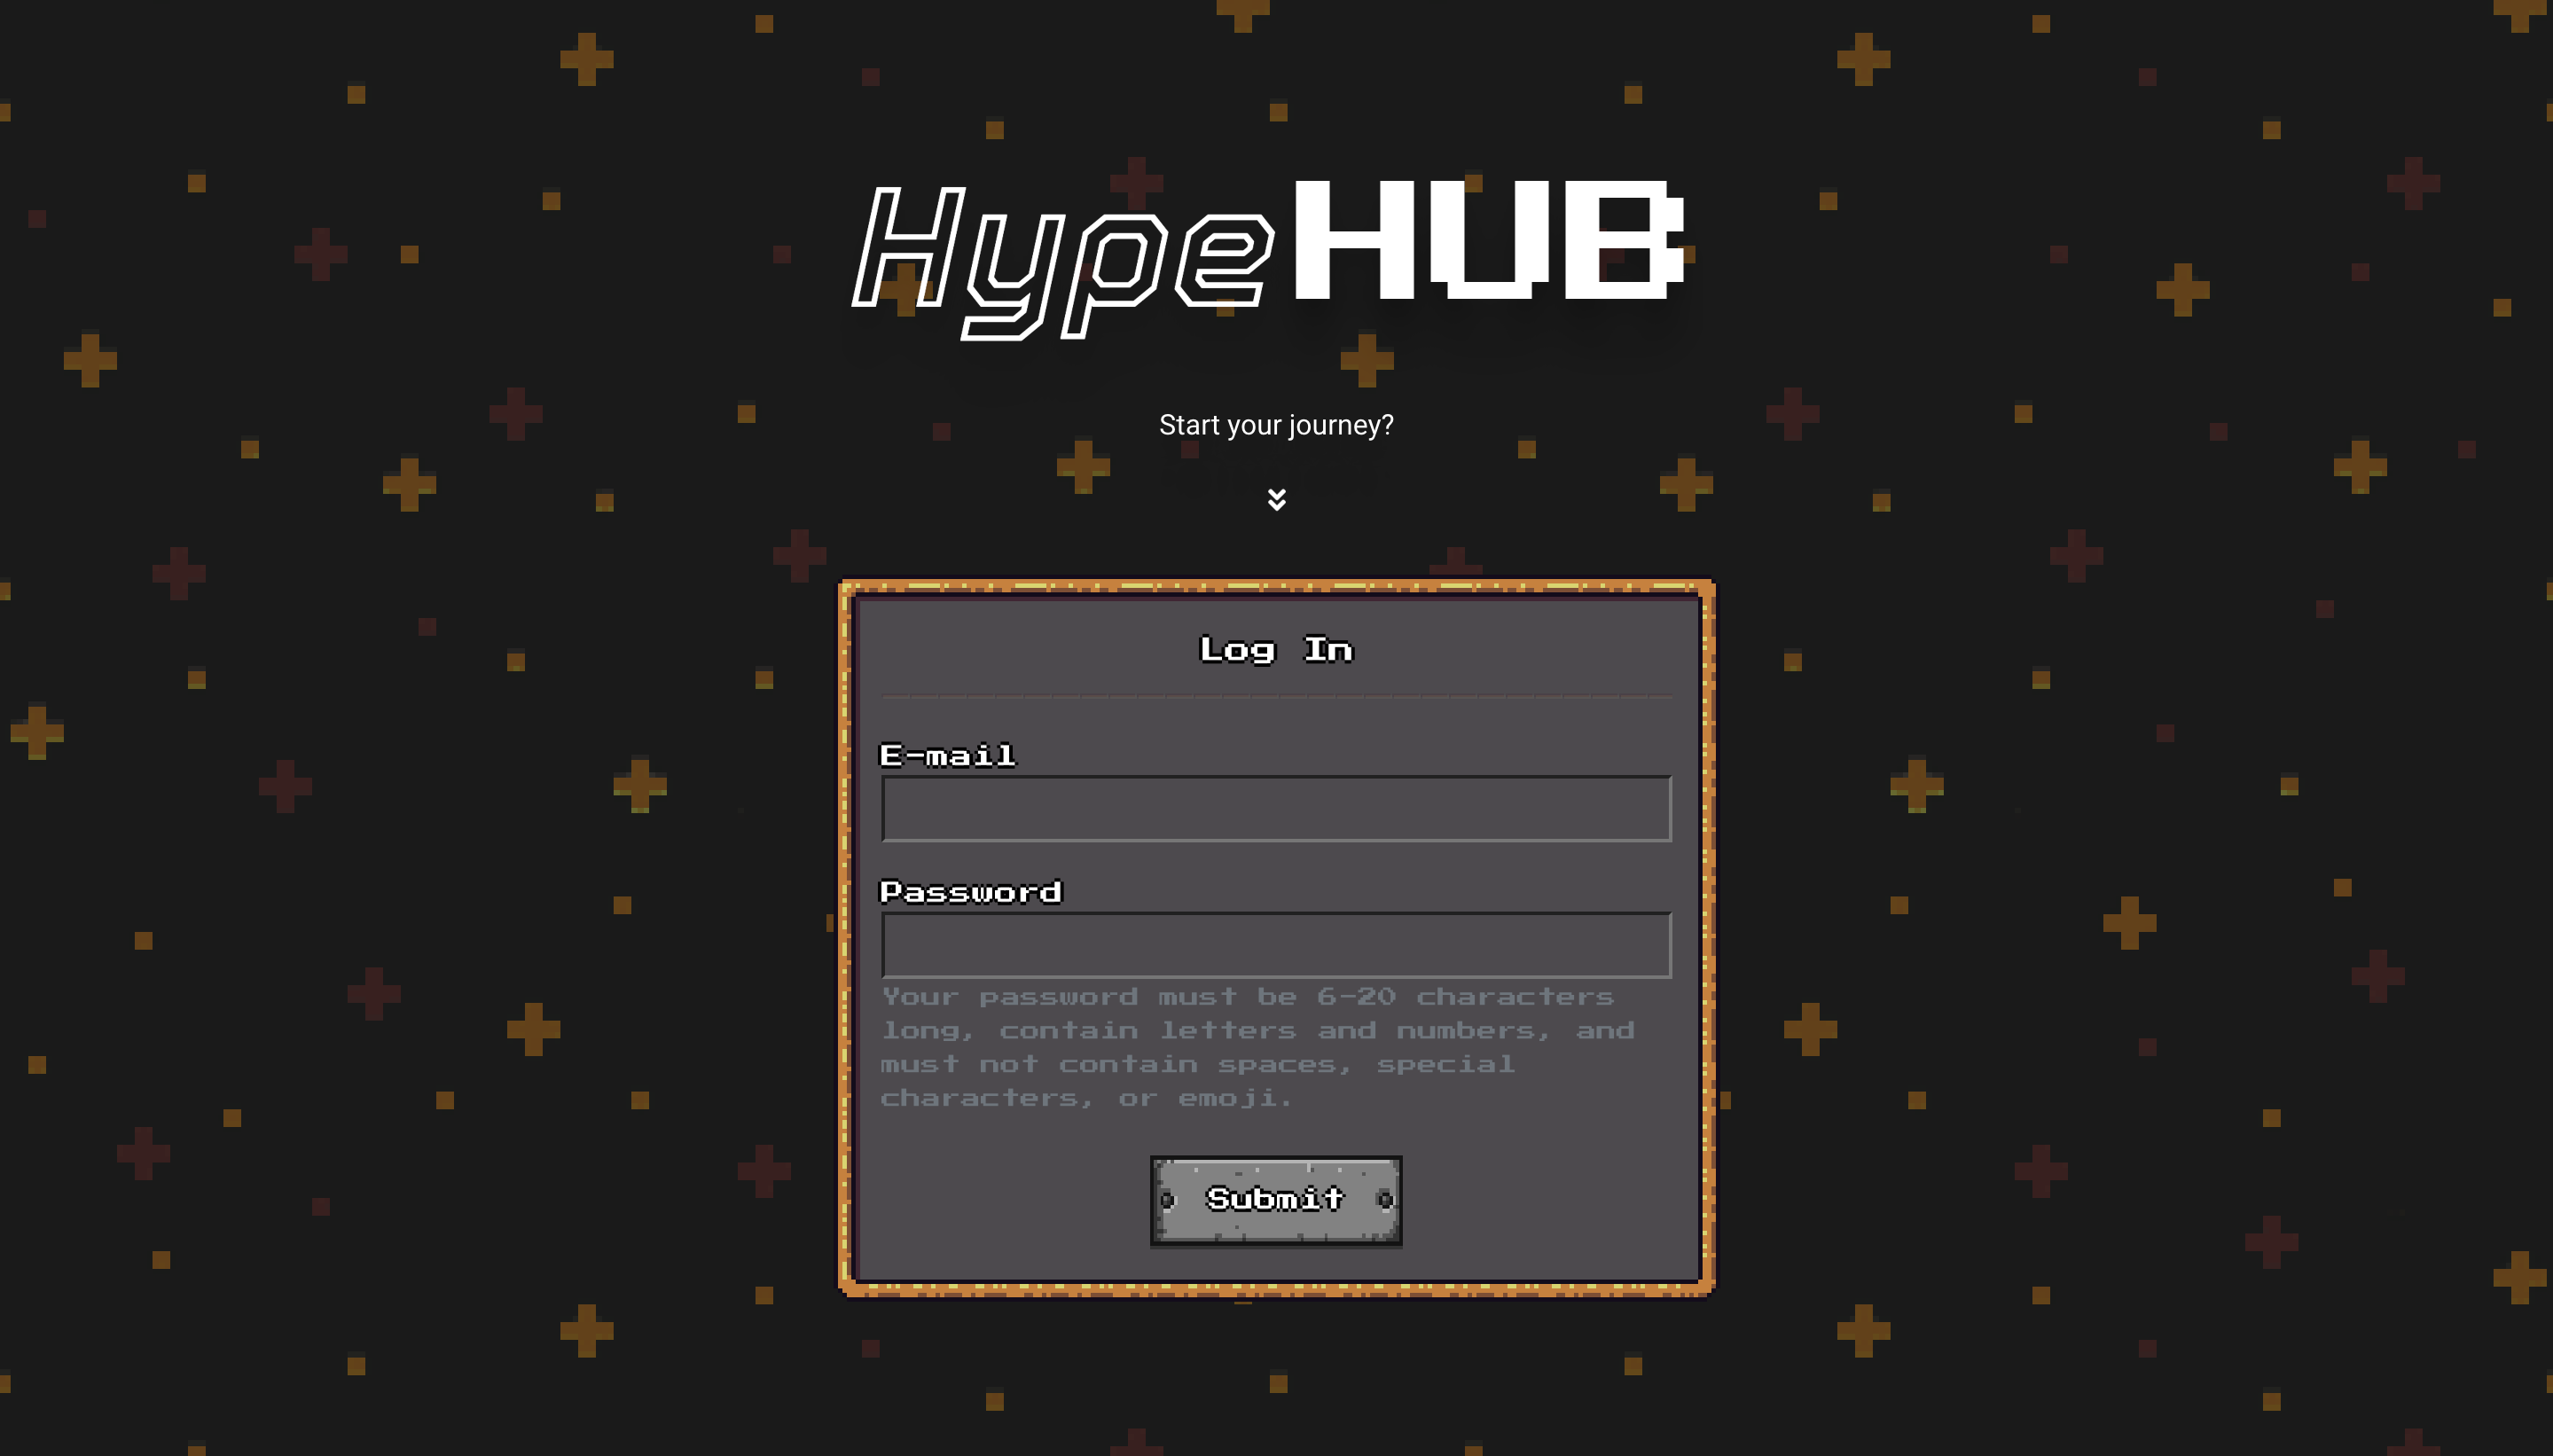 HypeHUB
Start your journey?
Log In
E-mail
Password
Your password must be 6-20 characters
long, contain letters and numbers, and
must not contain spaces, special
characters, or emoji.
Submit